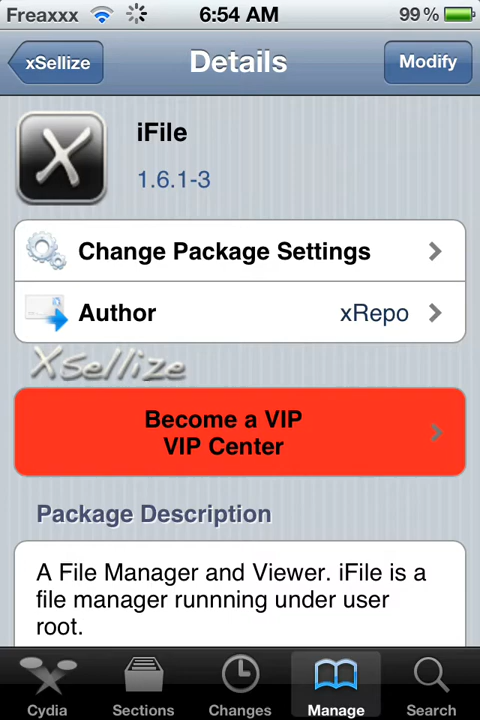 Freaxxx 6:54 AM 99%
xSellize Details Modify
iFile
1.6.1-3
Change Package Settings
Author xRepo
XSellize
Become a VIP
VIP Center
Package Description
A File Manager and Viewer. iFile is a
file manager runnning under user
root.
Cydia Sections Changes Manage Search